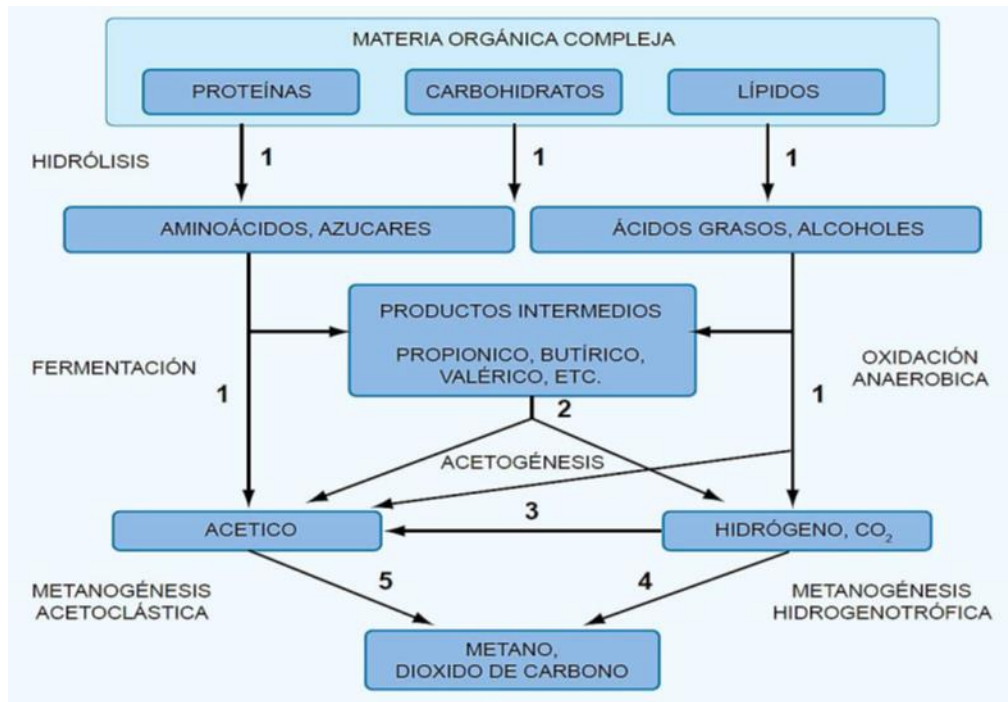 MATERIA ORGÁNICA COMPLEJA
PROTEÍNAS
CARBOHIDRATOS
LÍPIDOS
HIDRÓLISIS
1
1
1
AMINOÁCIDOS, AZUCARES
ÁCIDOS GRASOS, ALCOHOLES
PRODUCTOS INTERMEDIOS
PROPIONICO, BUTÍRICO,
VALÉRICO, ETC.
FERMENTACIÓN
1
1
OXIDACIÓN
ANAEROBICA
2
ACETOGÉNESIS
ACETICO
3
HIDRÓGENO, CO₂
METANOGÉNESIS
ACETOCLÁSTICA
5
4
METANOGÉNESIS
HIDROGENOTRÓFICA
METANO,
DIOXIDO DE CARBONO